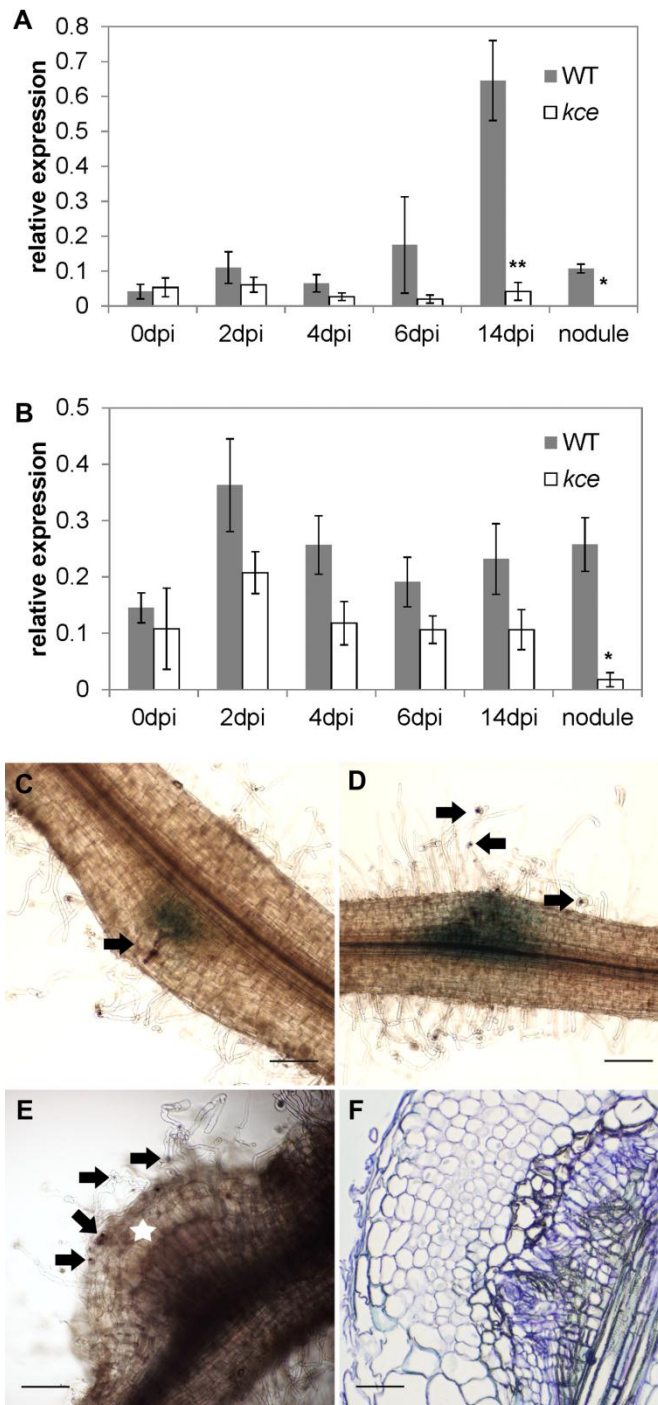 A
relative expression
0.8
0.7
0.6
0.5
0.4
0.3
0.2
0.1
0
WT
kce
**
*
0dpi 2dpi 4dpi 6dpi 14dpi nodule
B
relative expression
0.5
0.4
0.3
0.2
0.1
0
WT
kce
*
0dpi 2dpi 4dpi 6dpi 14dpi nodule
C
D
E
F